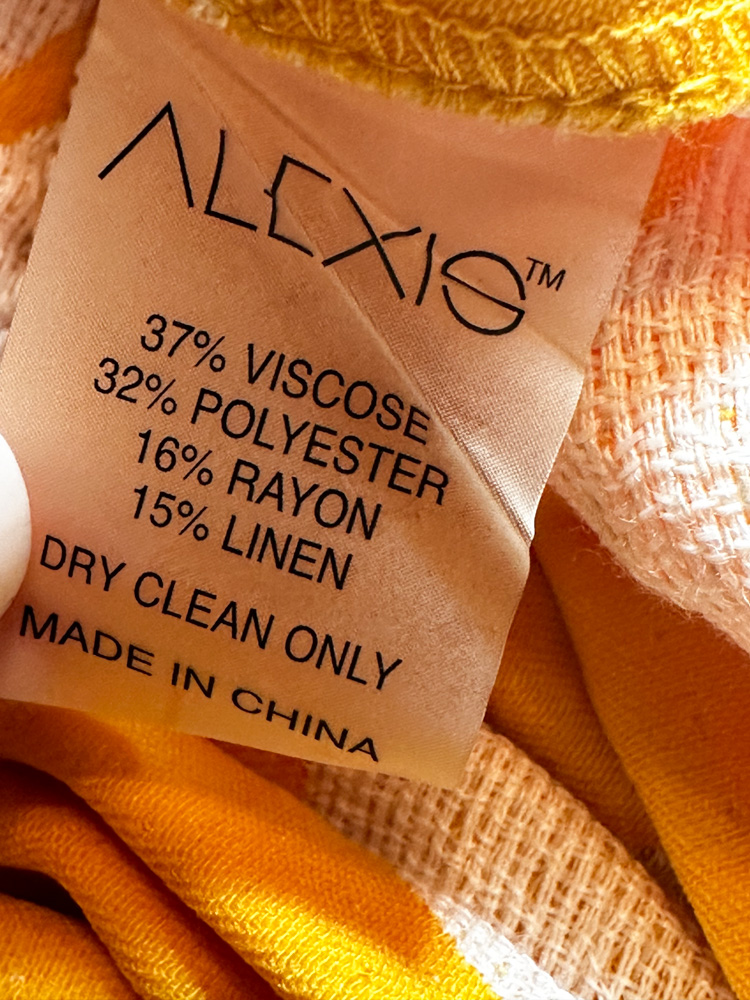 ALEXIS™
37% VISCOSE
32% POLYESTER
16% RAYON
15% LINEN
DRY CLEAN ONLY
MADE IN CHINA